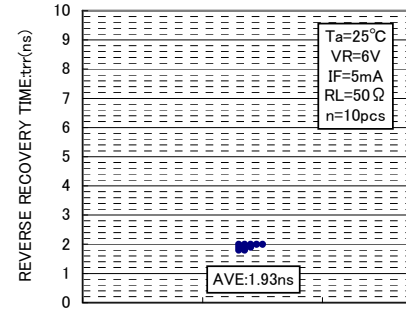 REVERSE RECOVERY TIME:trr(ns)
10
9
8
7
6
5
4
3
2
1
0
Ta=25℃
VR=6V
IF=5mA
RL=50Ω
n=10pcs
AVE:1.93ns